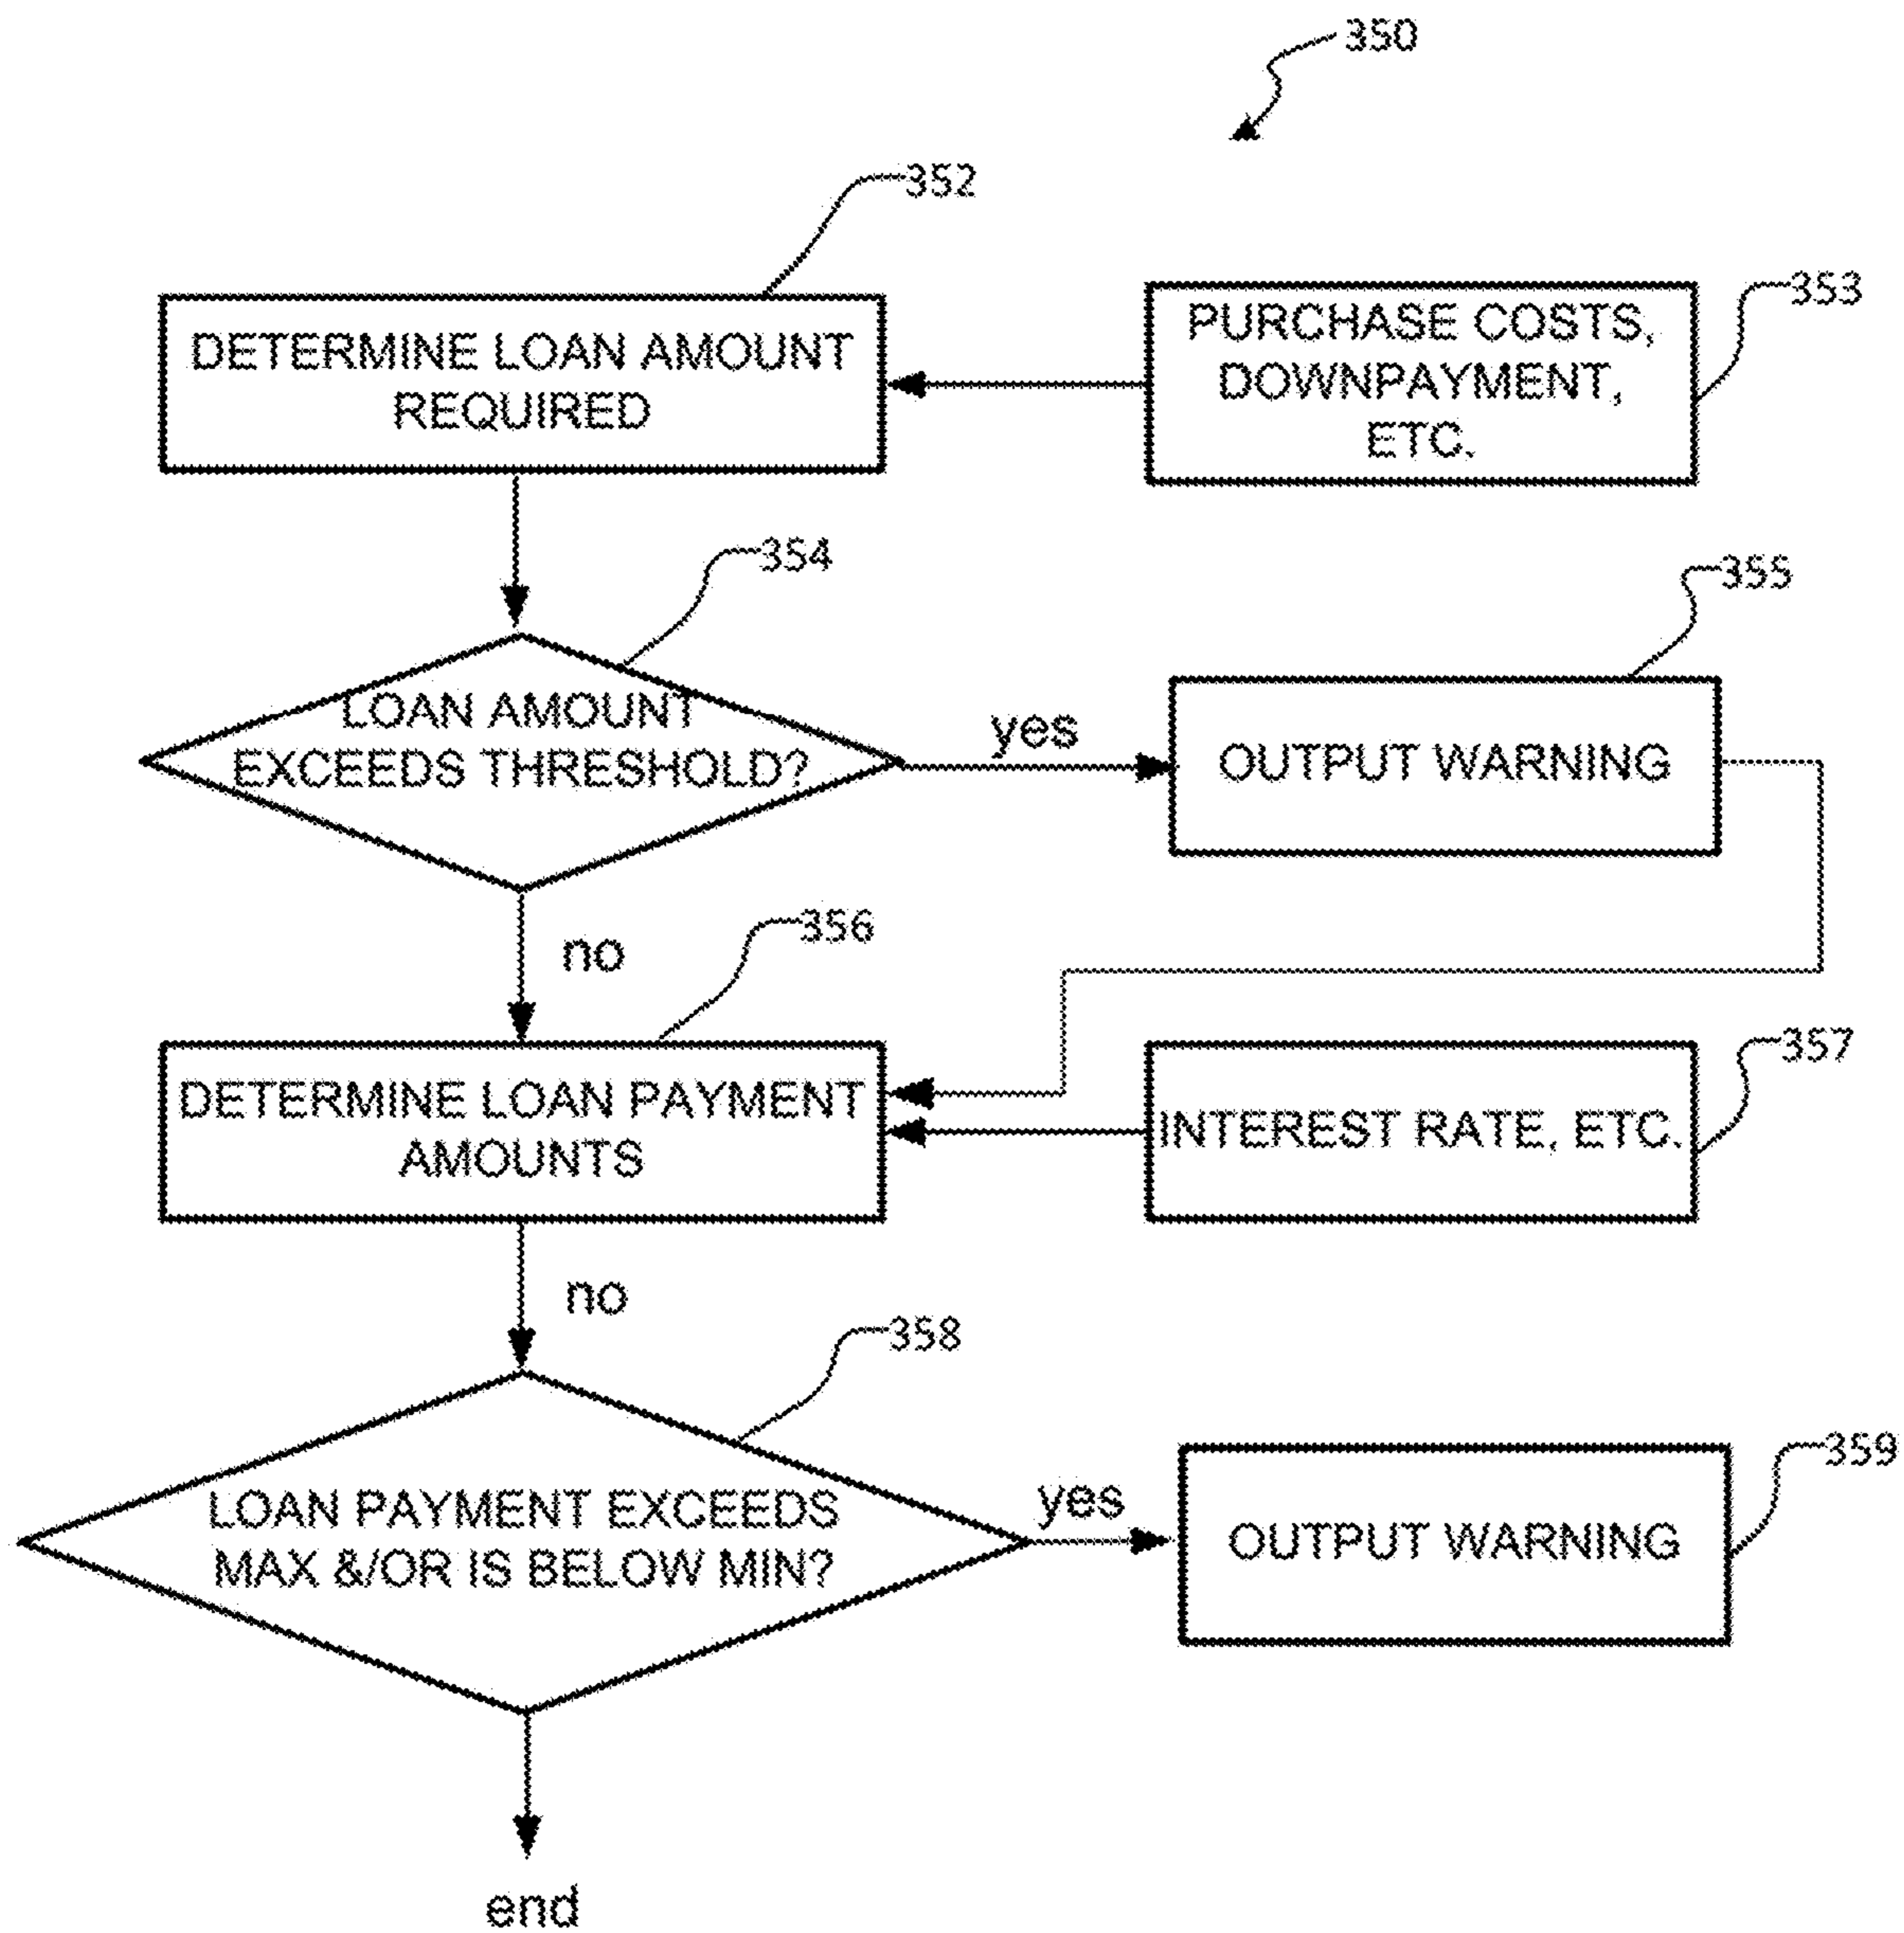 350
352
DETERMINE LOAN AMOUNT
REQUIRED
353
PURCHASE COSTS,
DOWNPAYMENT,
ETC.
354
LOAN AMOUNT
EXCEEDS THRESHOLD?
yes
355
OUTPUT WARNING
no
356
DETERMINE LOAN PAYMENT
AMOUNTS
357
INTEREST RATE, ETC.
no
358
LOAN PAYMENT EXCEEDS
MAX &/OR IS BELOW MIN?
yes
359
OUTPUT WARNING
end